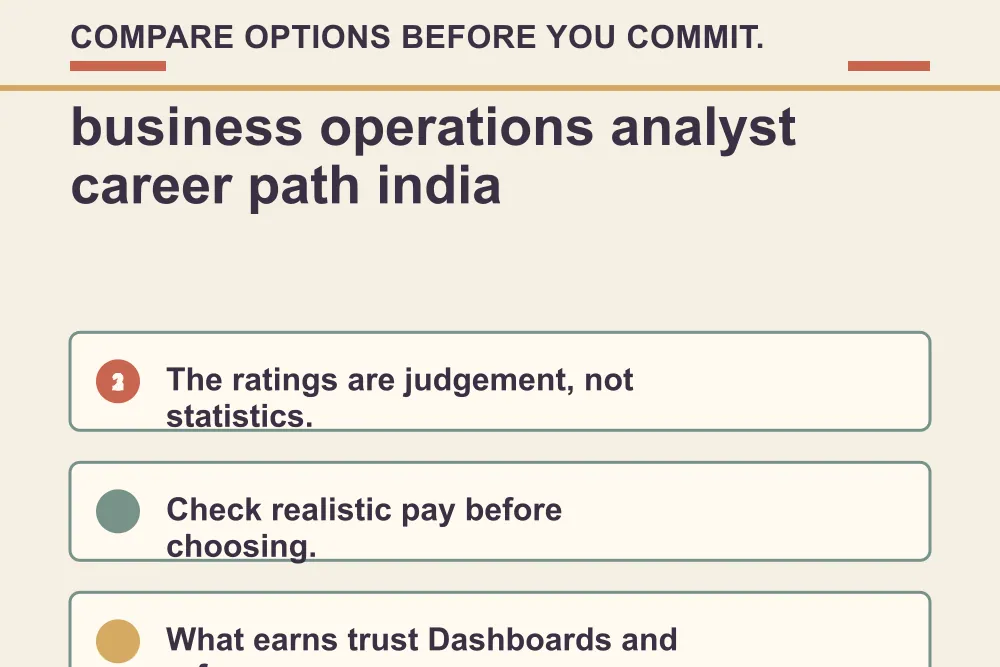 COMPARE OPTIONS BEFORE YOU COMMIT.
business operations analyst
career path india
The ratings are judgement, not
statistics.
Check realistic pay before
choosing.
What earns trust Dashboards and